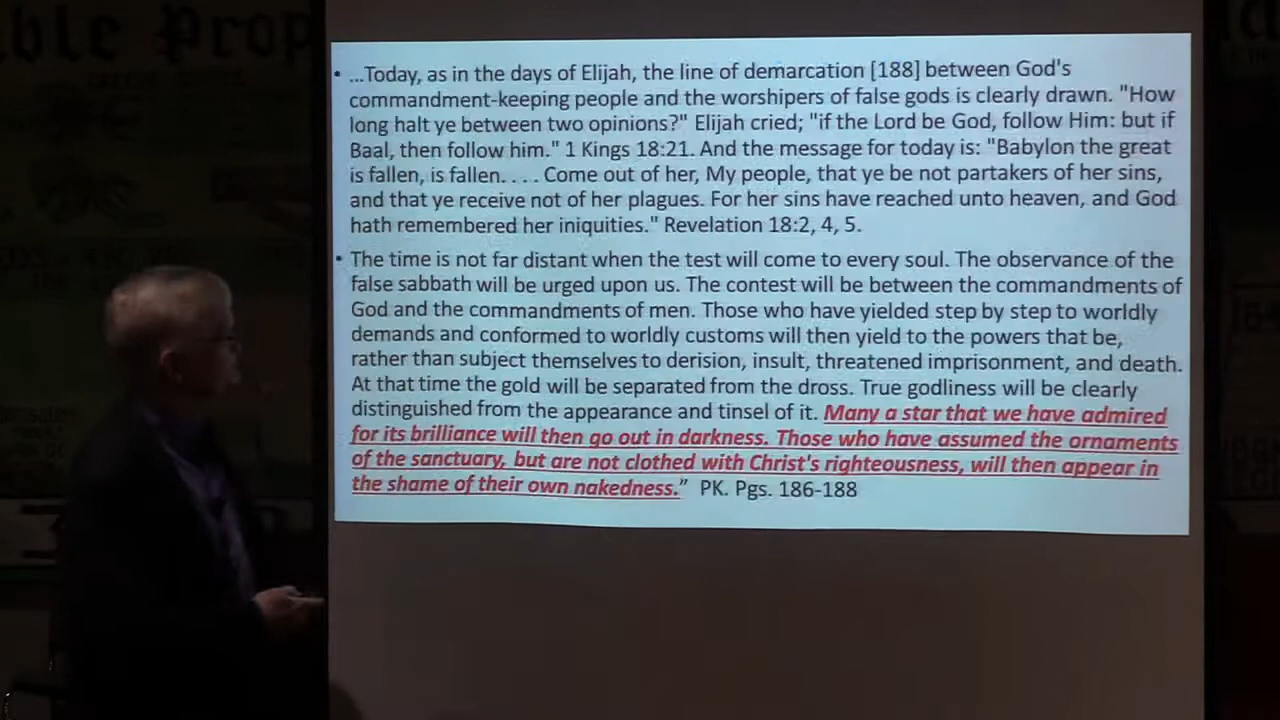 ble Prop
• ...Today, as in the days of Elijah, the line of demarcation [188] between God's
commandment-keeping people and the worshipers of false gods is clearly drawn. "How
long halt ye between two opinions?" Elijah cried; "if the Lord be God, follow Him: but if
Baal, then follow him." 1 Kings 18:21. And the message for today is: "Babylon the great
is fallen, is fallen. . . . Come out of her, My people, that ye be not partakers of her sins,
and that ye receive not of her plagues. For her sins have reached unto heaven, and God
hath remembered her iniquities." Revelation 18:2, 4, 5.
• The time is not far distant when the test will come to every soul. The observance of the
false sabbath will be urged upon us. The contest will be between the commandments of
God and the commandments of men. Those who have yielded step by step to worldly
demands and conformed to worldly customs will then yield to the powers that be,
rather than subject themselves to derision, insult, threatened imprisonment, and death.
At that time the gold will be separated from the dross. True godliness will be clearly
distinguished from the appearance and tinsel of it. Many a star that we have admired
for its brilliance will then go out in darkness. Those who have assumed the ornaments
of the sanctuary, but are not clothed with Christ's righteousness, will then appear in
the shame of their own nakedness.” PK. Pgs. 186-188